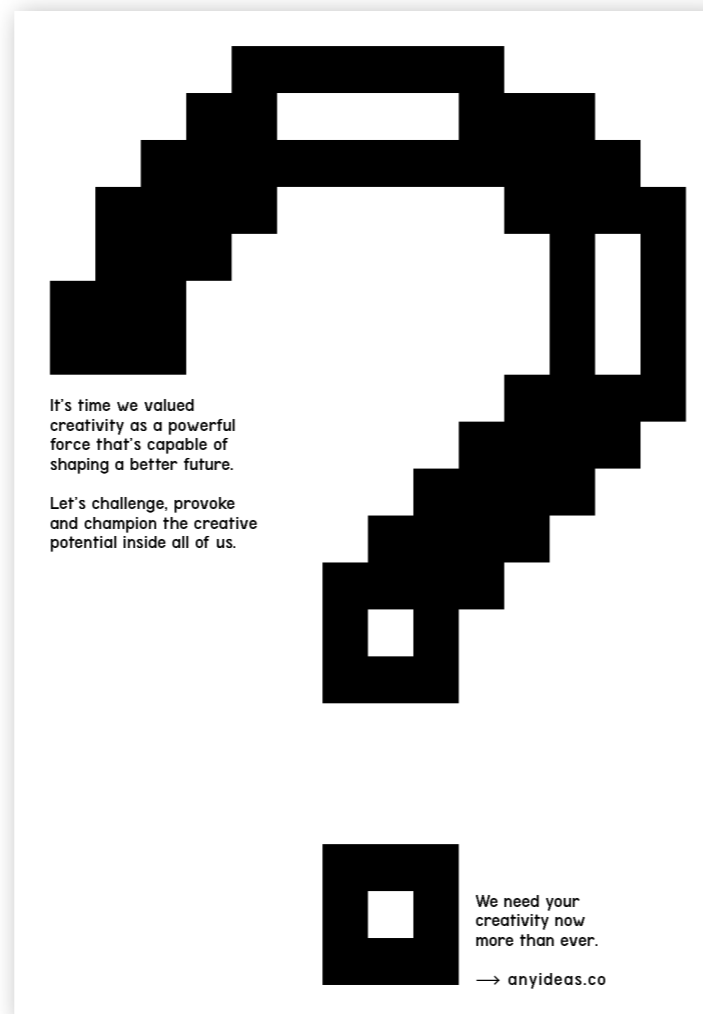 It's time we valued
creativity as a powerful
force that's capable of
shaping a better future.
Let's challenge, provoke
and champion the creative
potential inside all of us.
We need your
creativity now
more than ever.
→ anyideas.co